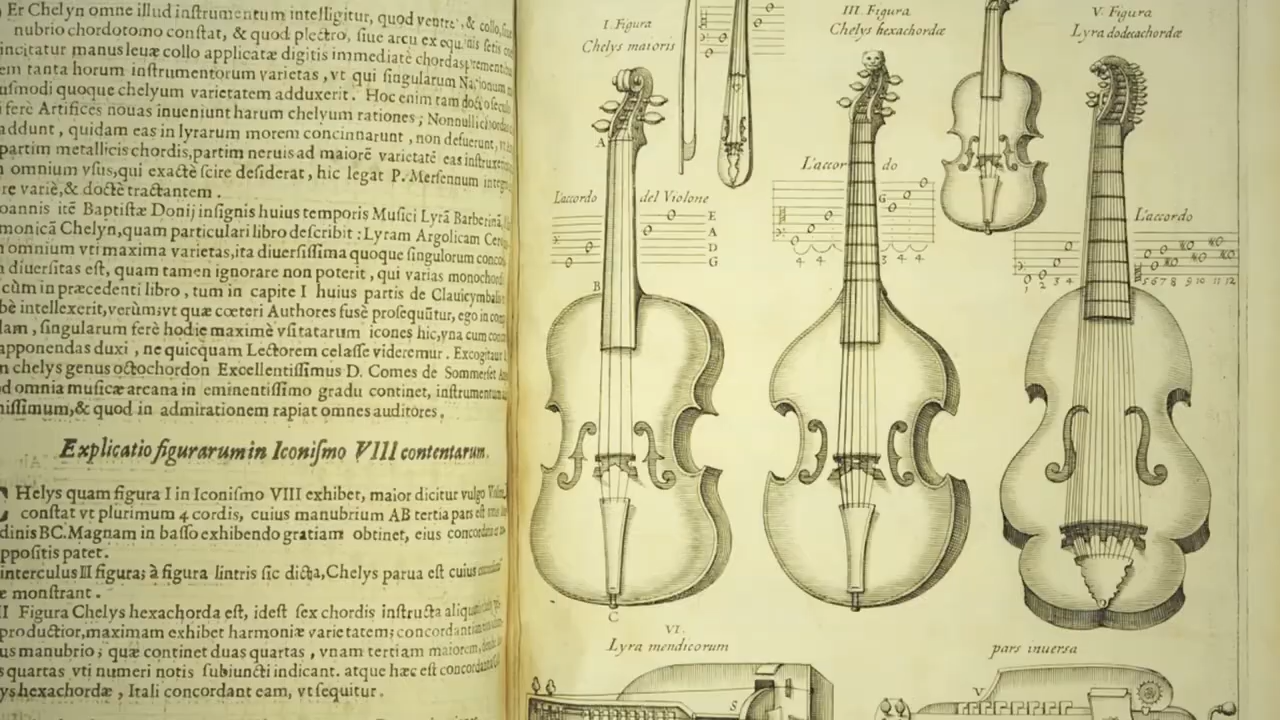 Er Chelyn omne illud instrumentum intelligitur, quod ventre, & collo,
nubrio chordotomo constat, & quod plectro, siue arcu ex equinis setis
incitatur manus leuæ collo applicatæ digitis immediatè chordas
em tanta horum instrumentorum varietas, vt qui singularum Nationum
usmodi quoque chelyum varietatem adduxerit. Hoc enim tam docto
ferè Artifices nouas inueniunt harum chelyum rationes; Nonnulli
addunt, quidam eas in lyrarum morem concinnarunt, non defuerunt,
partim metallicis chordis, partim neruis ad maiorē varietatē eas
omnium vsus, qui exactè scire desiderat, hic legat P. Mersennum
re variè, & doctè tractantem.
oannis itē Baptistæ Donij insignis huius temporis Musici Lyrā Barberinā,
monicā Chelyn, quam particulari libro describit: Lyram Argolicam
omnium vti maxima varietas, ita diuersissima quoque singulorum
diuersitas est, quam tamen ignorare non poterit, qui varias
cùm in præcedenti libro, tum in capite I huius partis de Clauicymbalis
bè intellexerit, verùm vt quæ cœteri Authores fusè prosequūtur, ego in
lam, singularum ferè hodie maximè vsitatarum icones hic, vna cum
apponendas duxi, ne quicquam Lectorem celasse videremur. Excogitauit
n chelys genus octochordon Excellentissimus D. Comes de Sommerset
d omnia musicæ arcana in eminentissimo gradu continet, instrumentum
nissimum, & quod in admirationem rapiat omnes auditores.
Explicatio figurarum in Iconismo VIII contentarum.
Helys quam figura I in Iconismo VIII exhibet, maior dicitur vulgo
constat vt plurimum 4 cordis, cuius manubrium AB tertia pars est
dinis BC. Magnam in basso exhibendo gratiam obtinet, eius
ppositis patet.
interculus II figura; à figura lintris sic dicta, Chelys parua est cuius
æ monstrant.
II Figura Chelys hexachorda est, idest sex chordis instructa
productior, maximam exhibet harmoniæ varietatem; concordantiam
us manubrio; quæ continet duas quartas, vnam tertiam maiorem,
s quartas vti numeri notis subiuncti indicant. atque hæc est
ys hexachordæ, Itali concordant eam, vt sequitur.
I. Figura
Chelys maioris
III. Figura
Chelys hexachordæ
V. Figura
Lyra dodecachordæ
A
L'accordo
L'accordo del Violone
E
A
D
G
B
C
G
4 4 3 4 4
L'accordo
1 2 3 4
5 6 7 8 9 10 11 12
VI.
Lyra mendicorum
S
pars inuersa
V